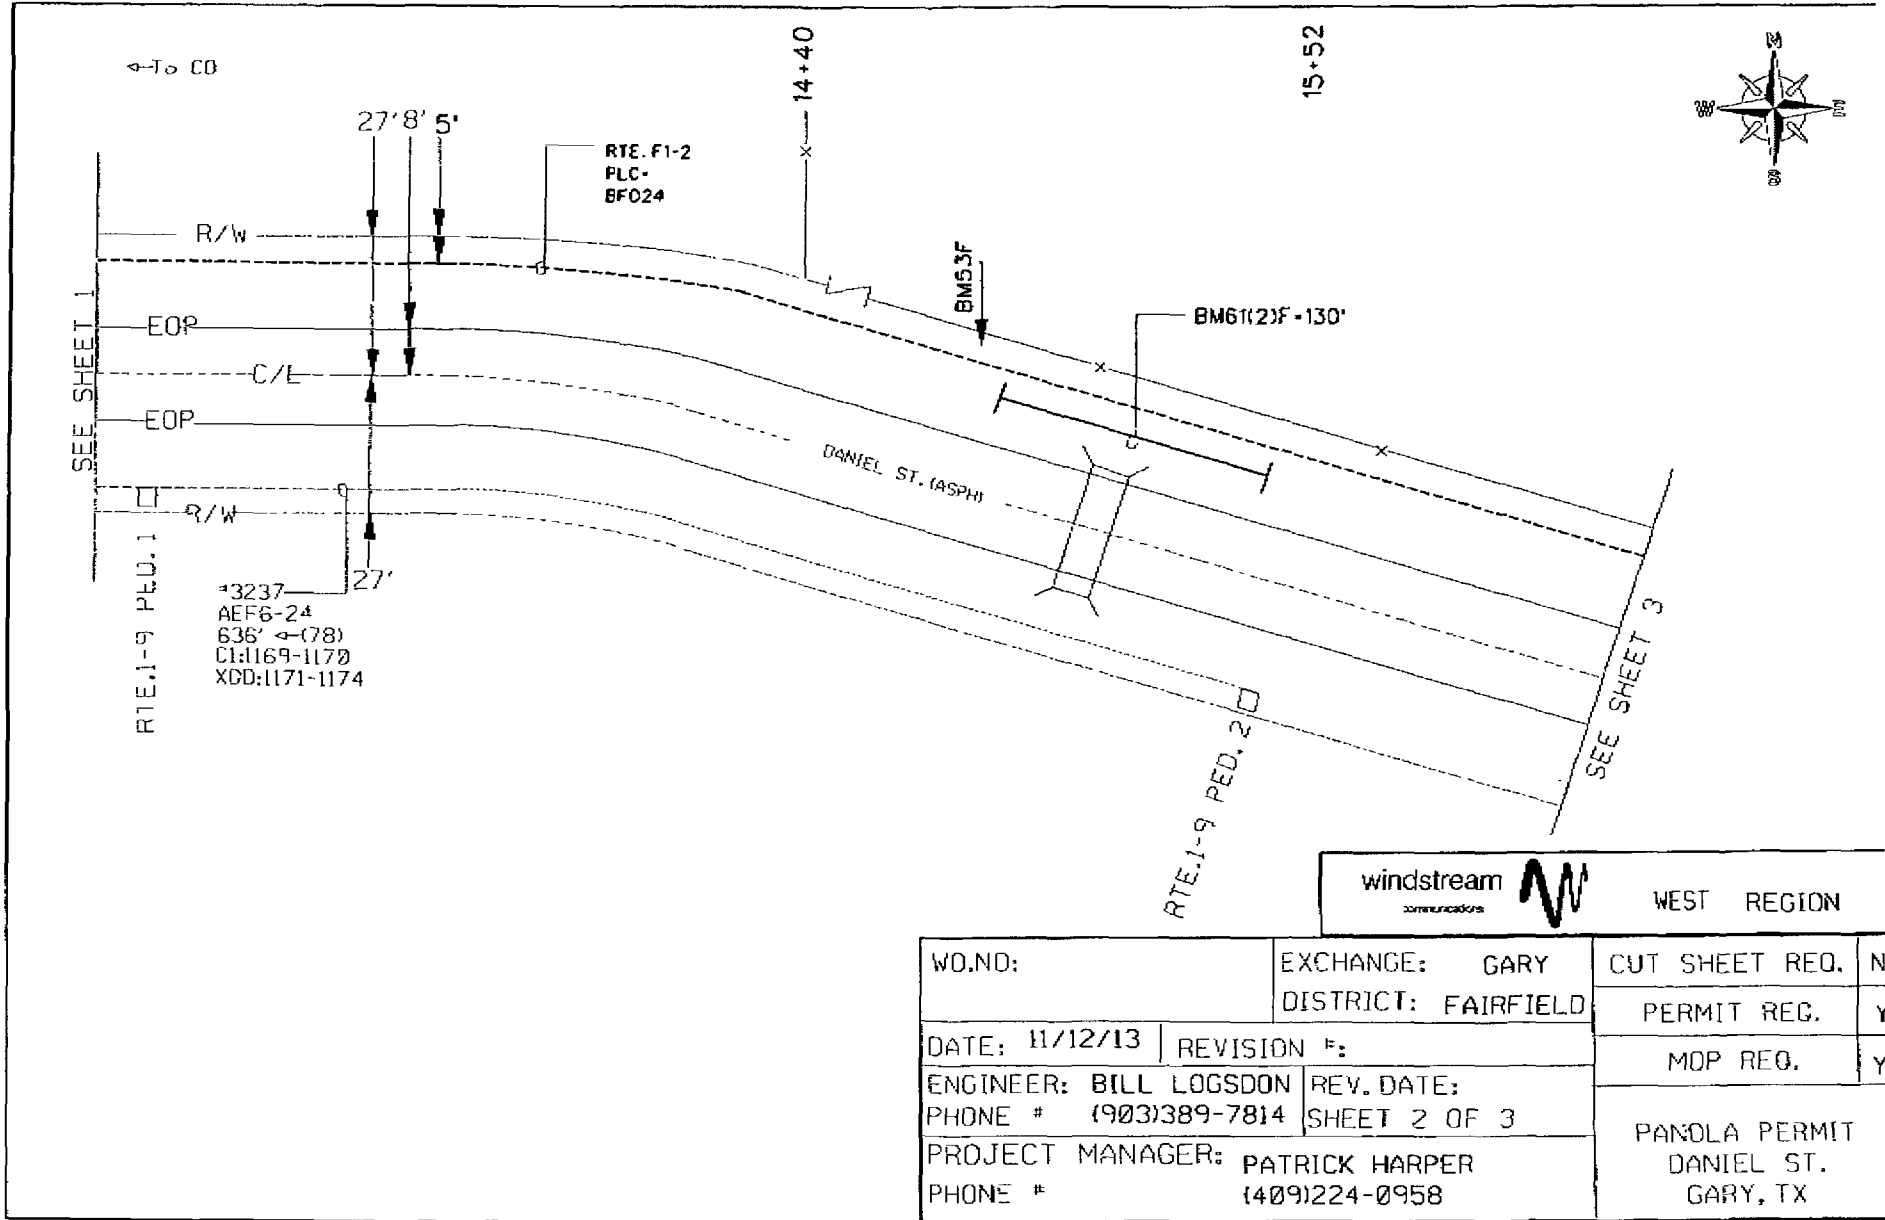 To CO
14+40
15+52
N
W
E
S
27' 8' 5'
RTE. F1-2
PLC-
BFO24
R/W
BM53F
BM61(2)F-130'
SEE SHEET 1
EOP
C/L
EOP
DANIEL ST. (ASPH)
R/W
27'
RTE.1-9 PED. 1
3237
AEF6-24
636' (78)
C1:1169-1170
XDD:1171-1174
RTE.1-9 PED. 2
SEE SHEET 3
windstream
communications
WEST REGION
WO.NO:
EXCHANGE: GARY
DISTRICT: FAIRFIELD
CUT SHEET REQ. N
PERMIT REG. Y
MOP REQ. Y
DATE: 11/12/13
REVISION #:
ENGINEER: BILL LOGSDON
PHONE # (903)389-7814
REV. DATE:
SHEET 2 OF 3
PROJECT MANAGER: PATRICK HARPER
PHONE # (409)224-0958
PANOLA PERMIT
DANIEL ST.
GARY, TX